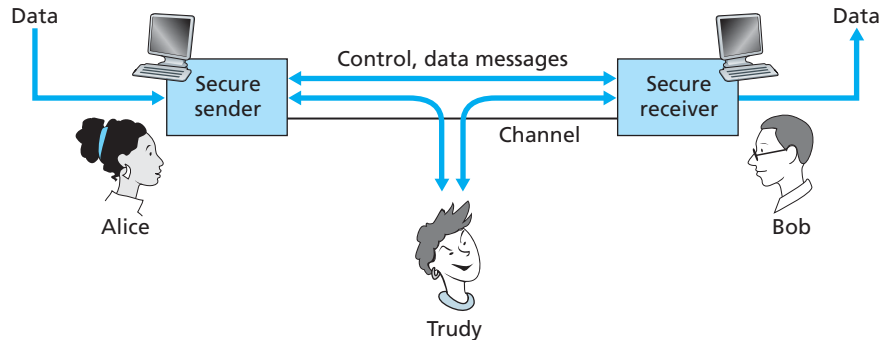 Data
Data
Control, data messages
Secure
sender
Secure
receiver
Channel
Alice
Bob
Trudy